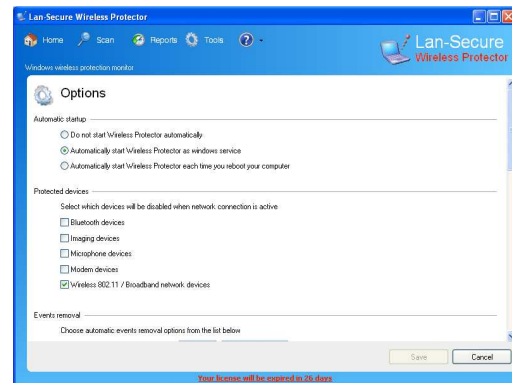 Lan-Secure Wireless Protector
Home Scan Reports Tools ?
Lan-Secure
Wireless Protector
Windows wireless protection monitor
Options
Automatic startup
Do not start Wireless Protector automatically
Automatically start Wireless Protector as windows service
Automatically start Wireless Protector each time you reboot your computer
Protected devices
Select which devices will be disabled when network connection is active
Bluetooth devices
Imaging devices
Microphone devices
Modem devices
Wireless 802.11 / Broadband network devices
Events removal
Choose automatic events removal options from the list below
Save Cancel
Your license will be expired in 26 days